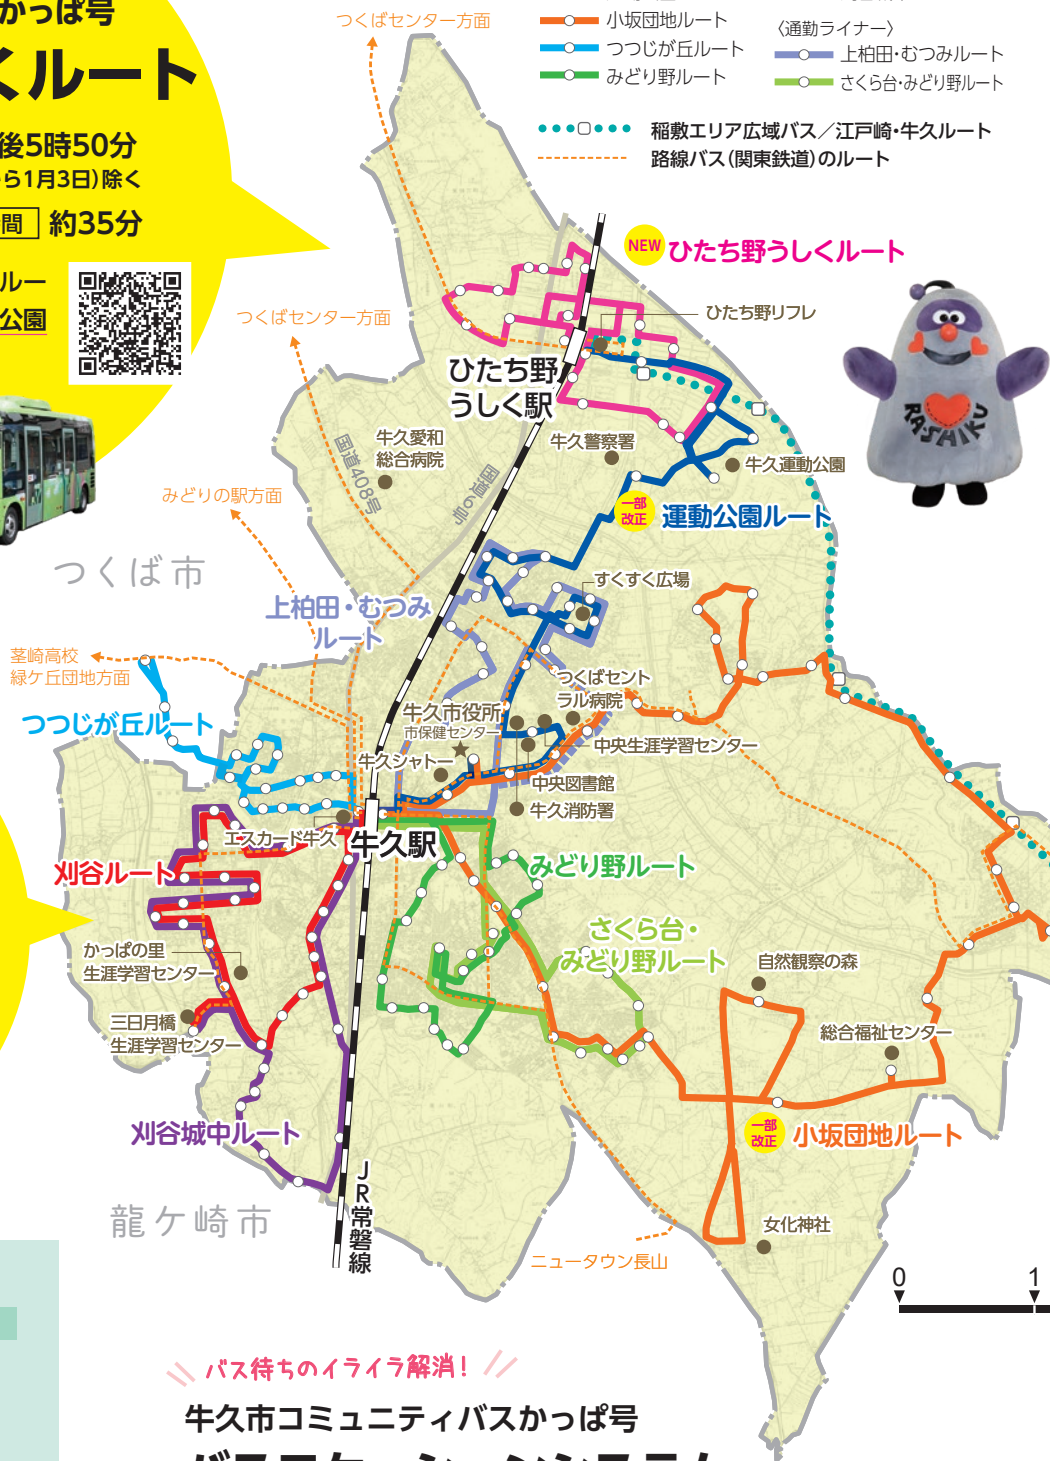 かっぱ号
くルート
後5時50分
ら1月3日)除く
間 約35分
ルー
公園
つくばセンター方面
小坂団地ルート
つつじが丘ルート
みどり野ルート
〈通勤ライナー〉
上柏田・むつみルート
さくら台・みどり野ルート
稲敷エリア広域バス／江戸崎・牛久ルート
路線バス(関東鉄道)のルート
NEW ひたち野うしくルート
ひたち野リフレ
つくばセンター方面
ひたち野
うしく駅
RASHIKU
国道408号
国道6号
牛久愛和
総合病院
牛久警察署
牛久運動公園
みどりの駅方面
一部
改正
運動公園ルート
つくば市
すくすく広場
上柏田・むつみ
ルート
茎崎高校
緑ケ丘団地方面
つくばセント
ラル病院
つつじが丘ルート
牛久市役所
市保健センター
中央生涯学習センター
牛久シャトー
中央図書館
牛久消防署
エスカード牛久
牛久駅
刈谷ルート
みどり野ルート
さくら台・
みどり野ルート
かっぱの里
生涯学習センター
自然観察の森
三日月橋
生涯学習センター
総合福祉センター
刈谷城中ルート
一部
改正
小坂団地ルート
JR常磐線
龍ケ崎市
女化神社
ニュータウン長山
0 1
バス待ちのイライラ解消!
牛久市コミュニティバスかっぱ号